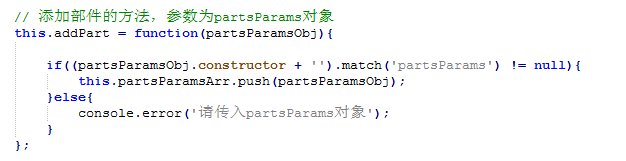 // 添加部件的方法，参数为partsParams对象
this.addPart = function(partsParamsObj){
if((partsParamsObj.constructor + '').match('partsParams') != null){
this.partsParamsArr.push(partsParamsObj);
}else{
console.error('请传入partsParams对象');
}
};